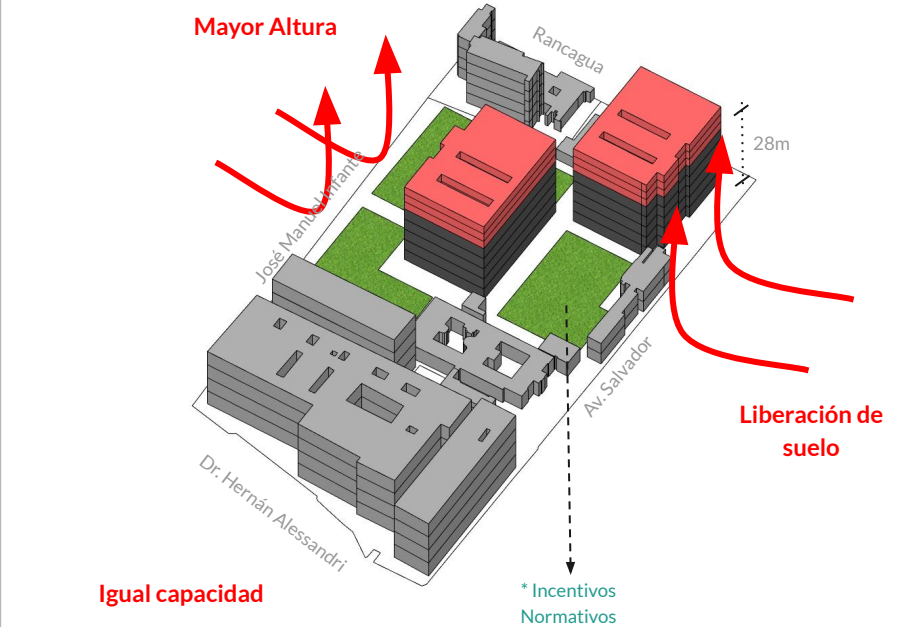 Mayor Altura
Rancagua
28m
José Manuel Infante
Av. Salvador
Liberación de
suelo
Dr. Hernán Alessandri
Igual capacidad
* Incentivos
Normativos